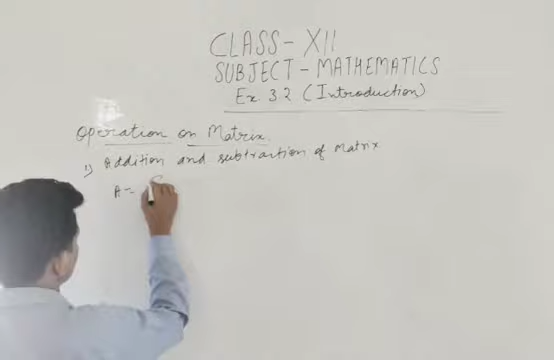 CLASS-XII
SUBJECT-MATHEMATICS
Ex 3.2 (Introduction)
Operation on Matrix
1) Addition and subtraction of Matrix
A= [